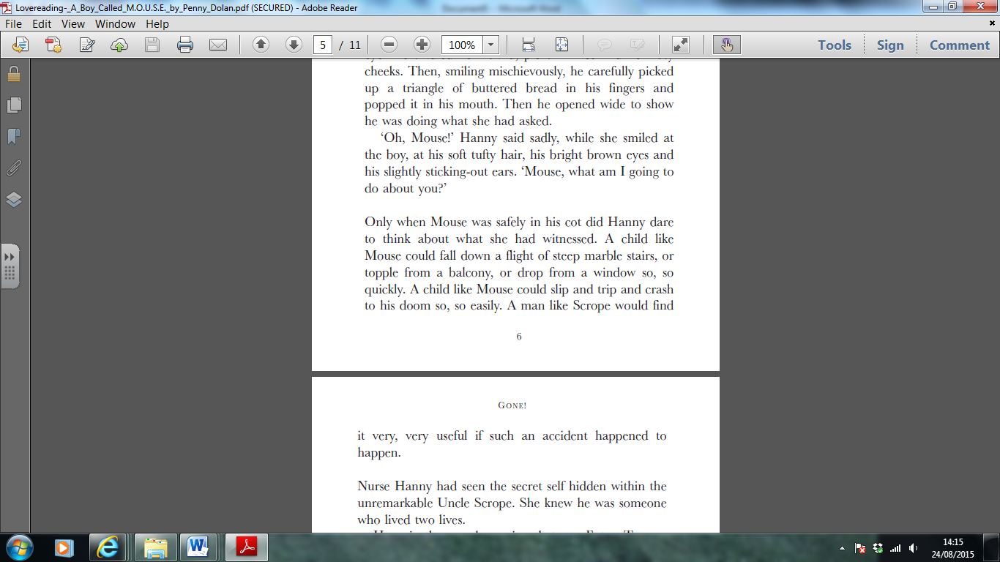 Lovereading-_A_Boy_Called_M.O.U.S.E._by_Penny_Dolan.pdf (SECURED) - Adobe Reader
File Edit View Window Help
5 / 11 100% Tools Sign Comment
cheeks. Then, smiling mischievously, he carefully picked
up a triangle of buttered bread in his fingers and
popped it in his mouth. Then he opened wide to show
he was doing what she had asked.
‘Oh, Mouse!’ Hanny said sadly, while she smiled at
the boy, at his soft tufty hair, his bright brown eyes and
his slightly sticking-out ears. ‘Mouse, what am I going to
do about you?’
Only when Mouse was safely in his cot did Hanny dare
to think about what she had witnessed. A child like
Mouse could fall down a flight of steep marble stairs, or
topple from a balcony, or drop from a window so, so
quickly. A child like Mouse could slip and trip and crash
to his doom so, so easily. A man like Scrope would find
6
GONE!
it very, very useful if such an accident happened to
happen.
Nurse Hanny had seen the secret self hidden within the
unremarkable Uncle Scrope. She knew he was someone
who lived two lives.
14:15
24/08/2015